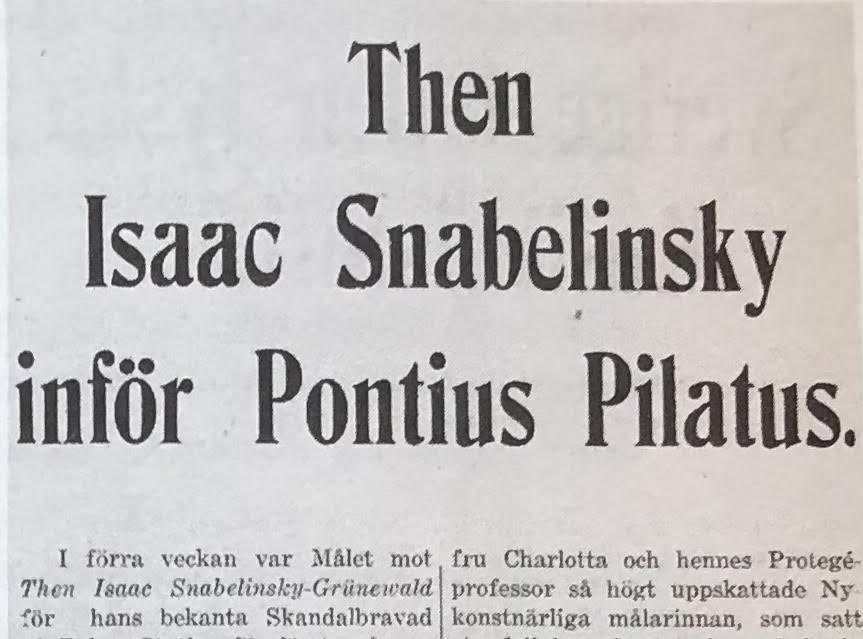 Then
Isaac Snabelinsky
inför Pontius Pilatus.
I förra veckan var Målet mot
Then Isaac Snabelinsky-Grünewald
för hans bekanta Skandalbravad
fru Charlotta och hennes Protegé-
professor så högt uppskattade Ny-
konstnärliga målarinnan, som satt